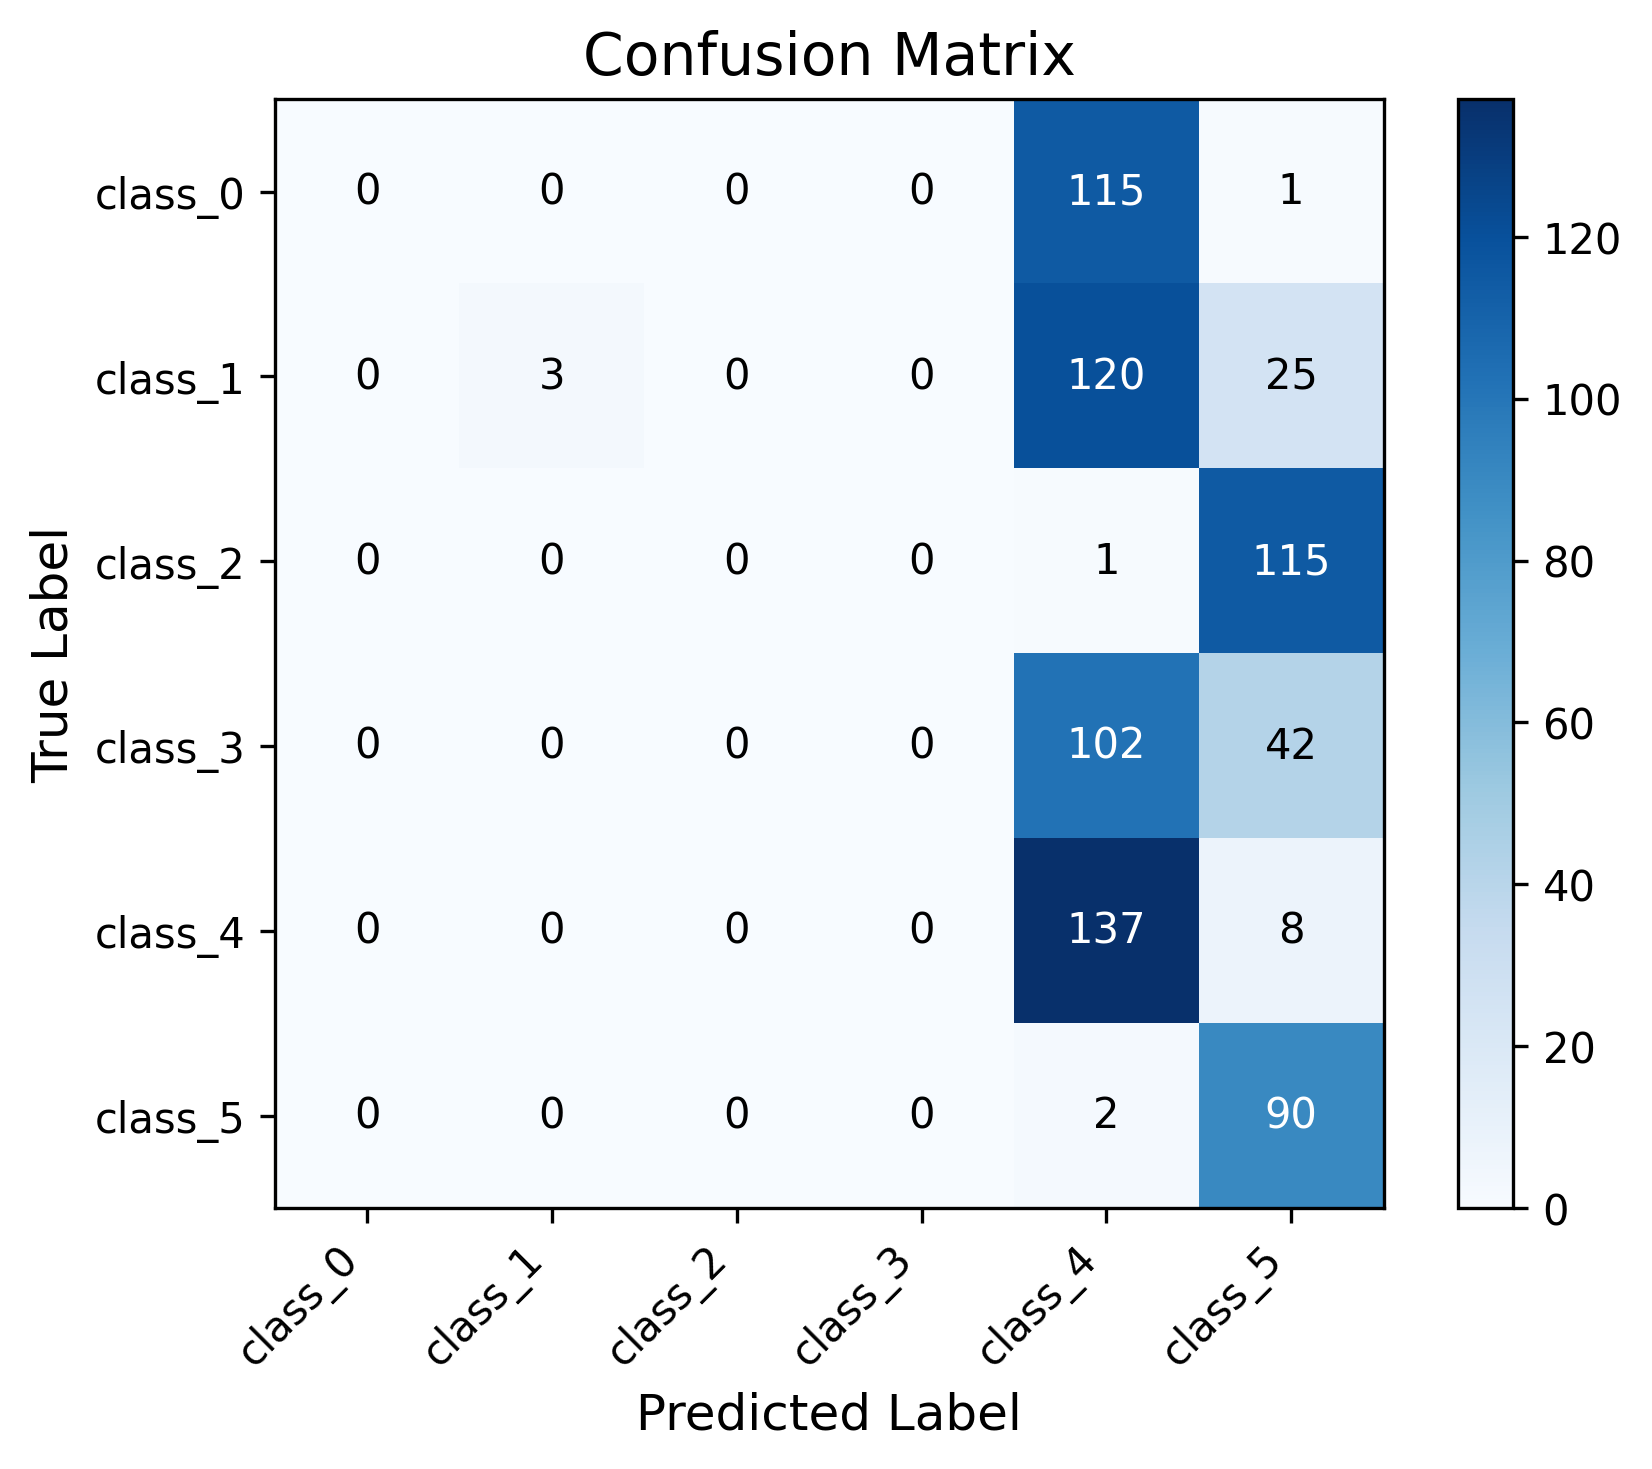 Confusion Matrix
True Label
class_0 0 0 0 0 115 1
class_1 0 3 0 0 120 25
class_2 0 0 0 0 1 115
class_3 0 0 0 0 102 42
class_4 0 0 0 0 137 8
class_5 0 0 0 0 2 90
class_0 class_1 class_2 class_3 class_4 class_5
Predicted Label
120
100
80
60
40
20
0